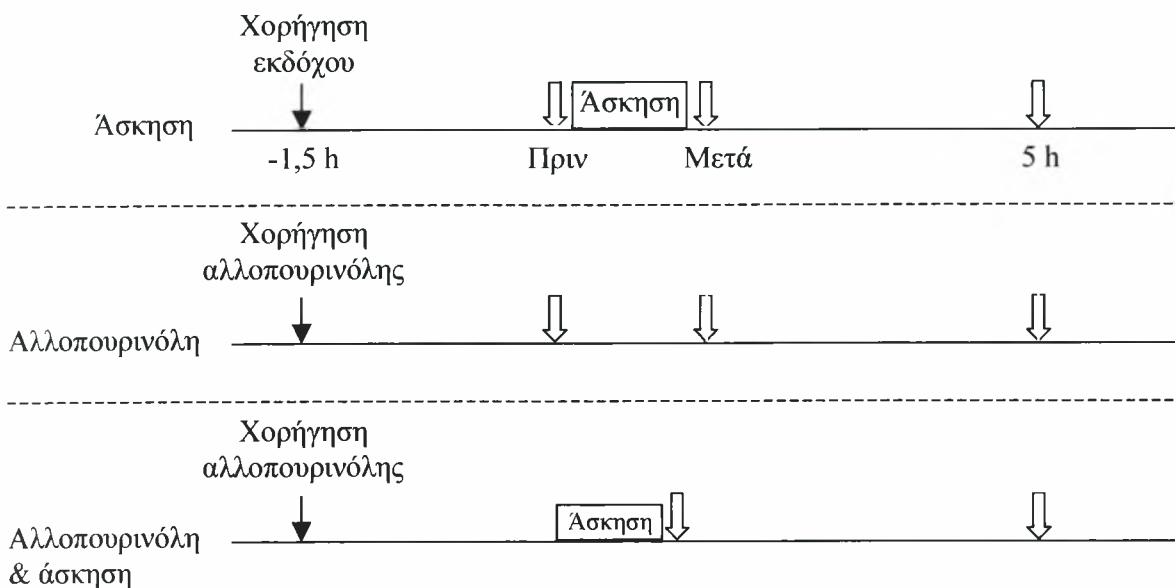 Χορήγηση
εκδόχου
Άσκηση
Άσκηση
-1,5 h
Πριν
Μετά
5 h
Χορήγηση
αλλοπουρινόλης
Αλλοπουρινόλη
Χορήγηση
αλλοπουρινόλης
Άσκηση
Αλλοπουρινόλη
& άσκηση